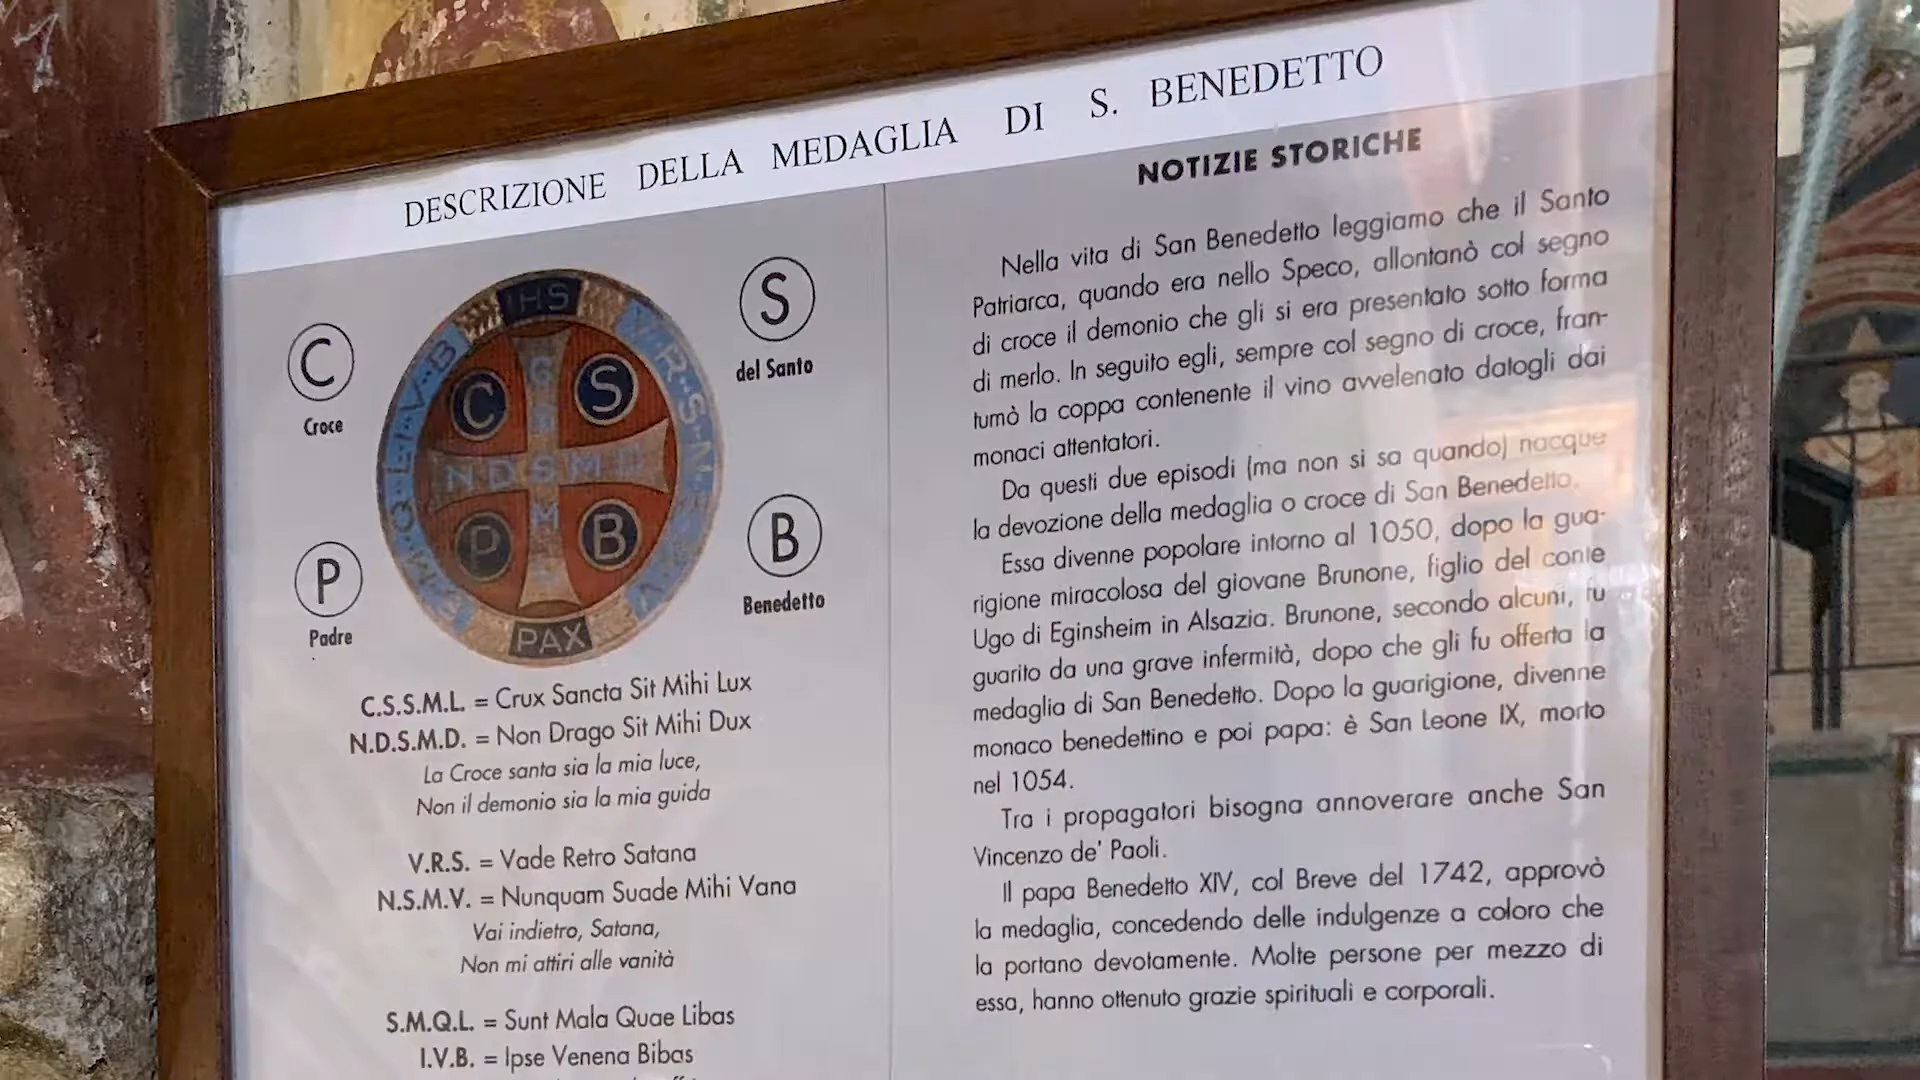 DESCRIZIONE DELLA MEDAGLIA DI S. BENEDETTO
C
Croce
S
del Santo
P
Padre
B
Benedetto
IHS
C S
N D S M D
P B
PAX
C.S.S.M.L. = Crux Sancta Sit Mihi Lux
N.D.S.M.D. = Non Drago Sit Mihi Dux
La Croce santa sia la mia luce,
Non il demonio sia la mia guida
V.R.S. = Vade Retro Satana
N.S.M.V. = Nunquam Suade Mihi Vana
Vai indietro, Satana,
Non mi attiri alle vanità
S.M.Q.L. = Sunt Mala Quae Libas
I.V.B. = Ipse Venena Bibas
NOTIZIE STORICHE
Nella vita di San Benedetto leggiamo che il Santo
Patriarca, quando era nello Speco, allontanò col segno
di croce il demonio che gli si era presentato sotto forma
di merlo. In seguito egli, sempre col segno di croce, fran-
tumò la coppa contenente il vino avvelenato datogli dai
monaci attentatori.
Da questi due episodi (ma non si sa quando) nacque
la devozione della medaglia o croce di San Benedetto.
Essa divenne popolare intorno al 1050, dopo la gua-
rigione miracolosa del giovane Brunone, figlio del conte
Ugo di Eginsheim in Alsazia. Brunone, secondo alcuni, fu
guarito da una grave infermità, dopo che gli fu offerta la
medaglia di San Benedetto. Dopo la guarigione, divenne
monaco benedettino e poi papa: è San Leone IX, morto
nel 1054.
Tra i propagatori bisogna annoverare anche San
Vincenzo de' Paoli.
Il papa Benedetto XIV, col Breve del 1742, approvò
la medaglia, concedendo delle indulgenze a coloro che
la portano devotamente. Molte persone per mezzo di
essa, hanno ottenuto grazie spirituali e corporali.